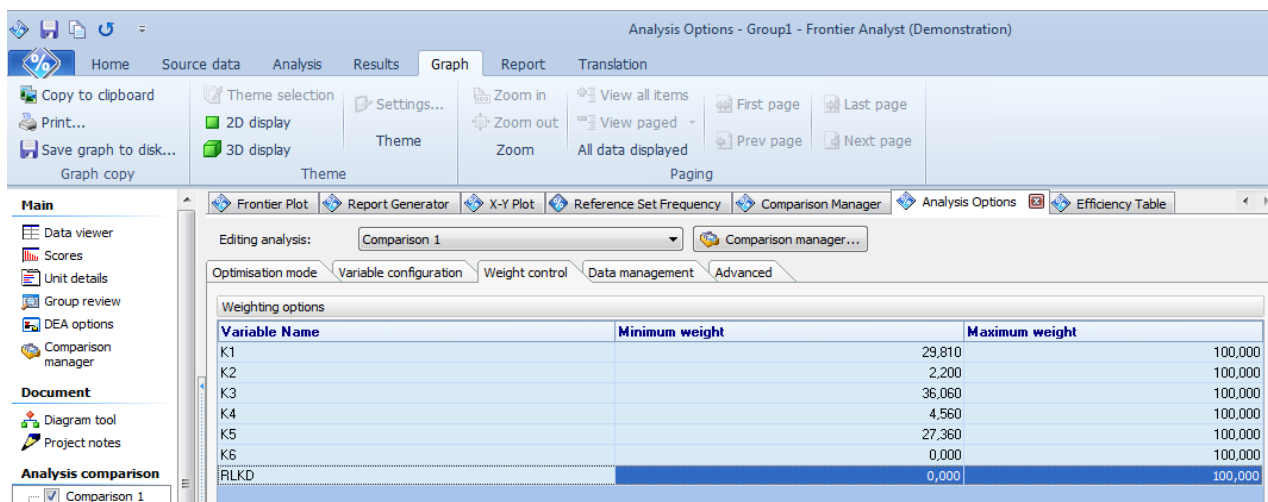 Analysis Options - Group1 - Frontier Analyst (Demonstration)
Home Source data Analysis Results Graph Report Translation
Copy to clipboard
Print...
Save graph to disk...
Graph copy
Theme selection
2D display
3D display
Settings...
Theme
Theme
Zoom in
Zoom out
Zoom
View all items
View paged
All data displayed
First page
Prev page
Last page
Next page
Paging
Main
Data viewer
Scores
Unit details
Group review
DEA options
Comparison
manager
Document
Diagram tool
Project notes
Analysis comparison
Comparison 1
Frontier Plot Report Generator X-Y Plot Reference Set Frequency Comparison Manager Analysis Options Efficiency Table
Editing analysis: Comparison 1 Comparison manager...
Optimisation mode Variable configuration Weight control Data management Advanced
Weighting options
Variable Name Minimum weight Maximum weight
K1 29,810 100,000
K2 2,200 100,000
K3 36,060 100,000
K4 4,560 100,000
K5 27,360 100,000
K6 0,000 100,000
RLKD 0,000 100,000